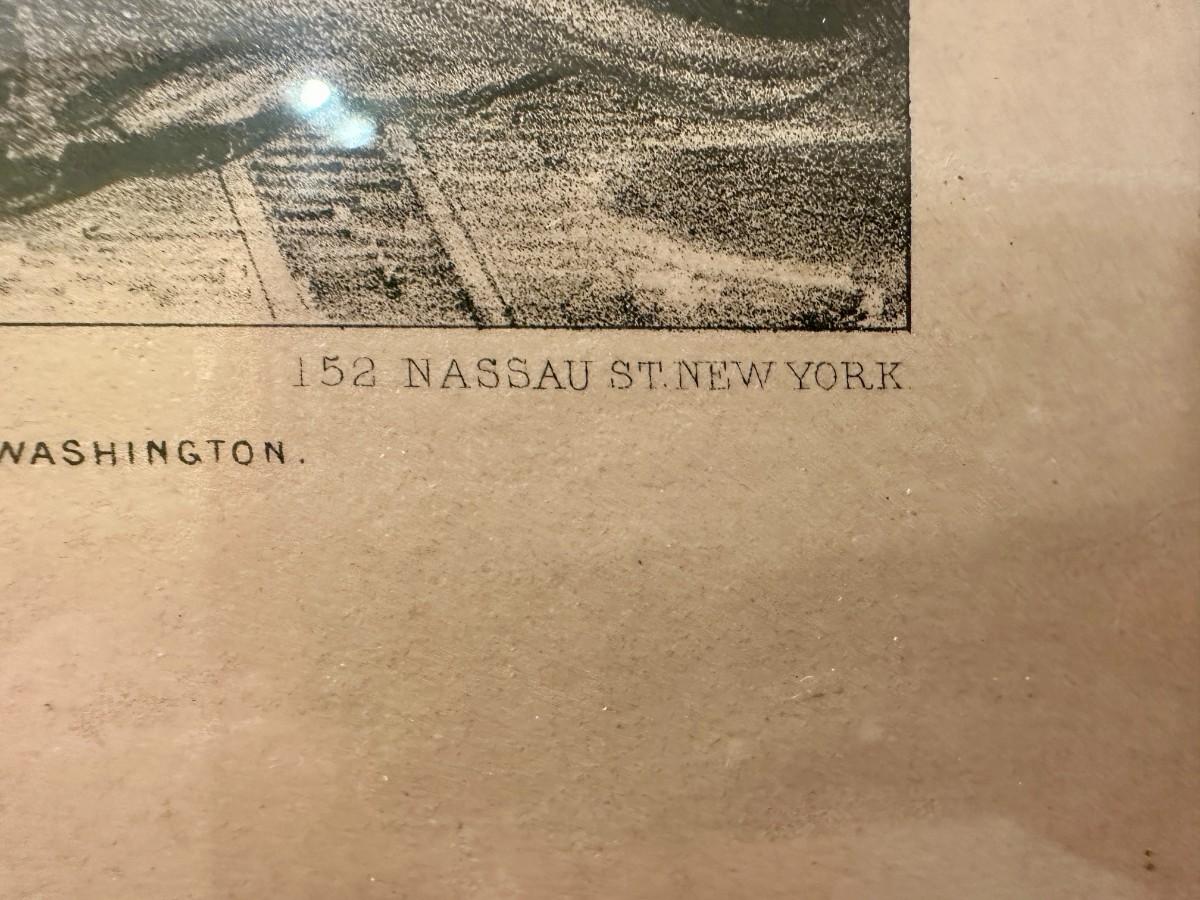 152 NASSAU ST. NEW YORK
WASHINGTON.